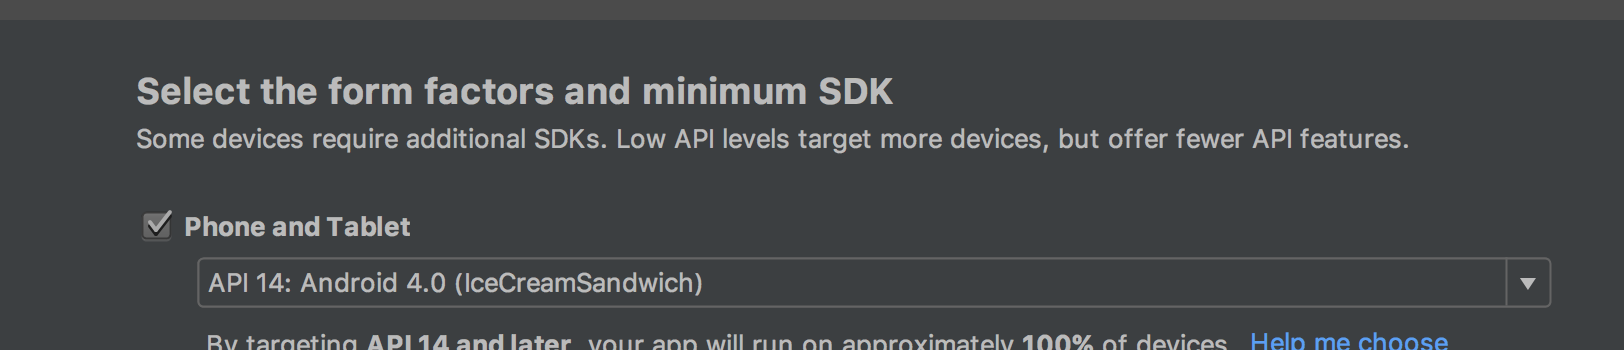 Select the form factors and minimum SDK
Some devices require additional SDKs. Low API levels target more devices, but offer fewer API features.
Phone and Tablet
API 14: Android 4.0 (IceCreamSandwich)
By targeting API 14 and later, your app will run on approximately 100% of devices. Help me choose